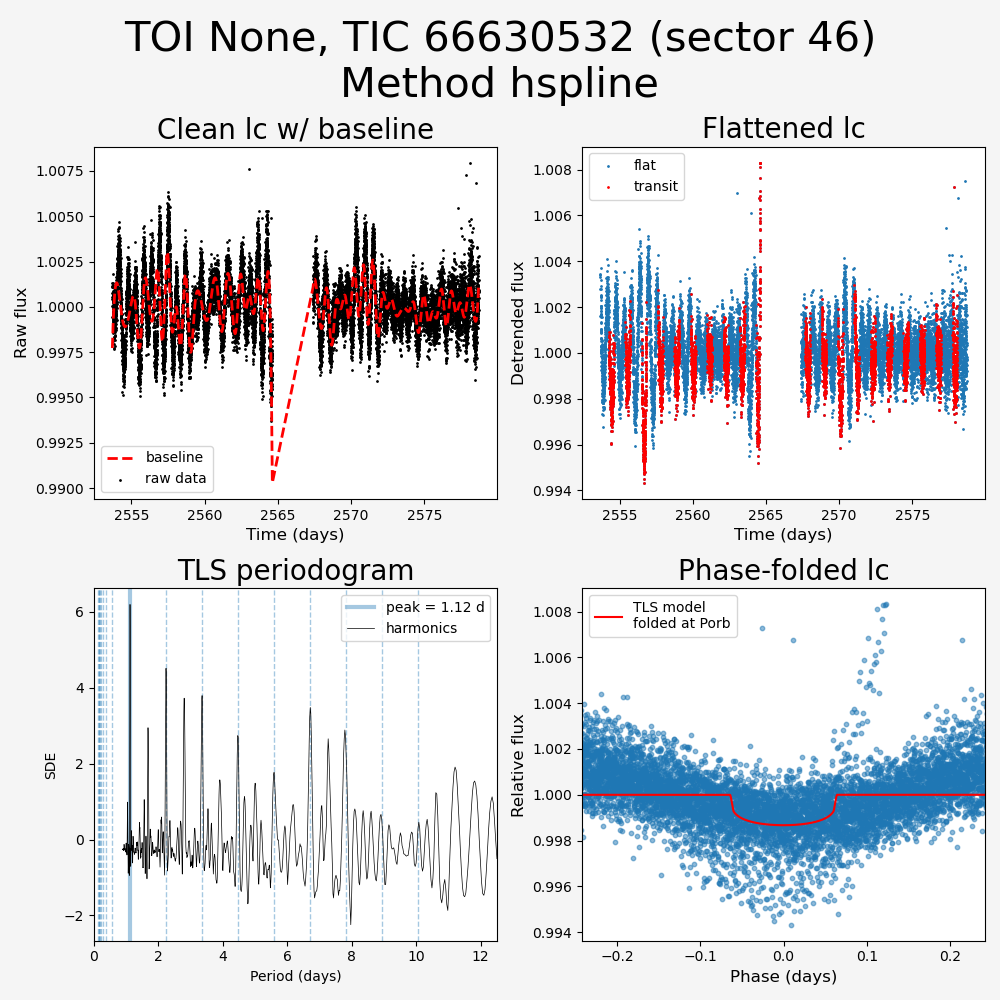 TOI None, TIC 66630532 (sector 46)
Method hspline
Clean lc w/ baseline
Raw flux
1.0075
1.0050
1.0025
1.0000
0.9975
0.9950
0.9925
0.9900
baseline
raw data
2555
2560
2565
2570
2575
Time (days)
Flattened lc
Detrended flux
1.008
1.006
1.004
1.002
1.000
0.998
0.996
0.994
flat
transit
2555
2560
2565
2570
2575
Time (days)
TLS periodogram
SDE
6
4
2
0
−2
peak = 1.12 d
harmonics
0
2
4
6
8
10
12
Period (days)
Phase-folded lc
Relative flux
1.008
1.006
1.004
1.002
1.000
0.998
0.996
0.994
TLS model
folded at Porb
−0.2
−0.1
0.0
0.1
0.2
Phase (days)